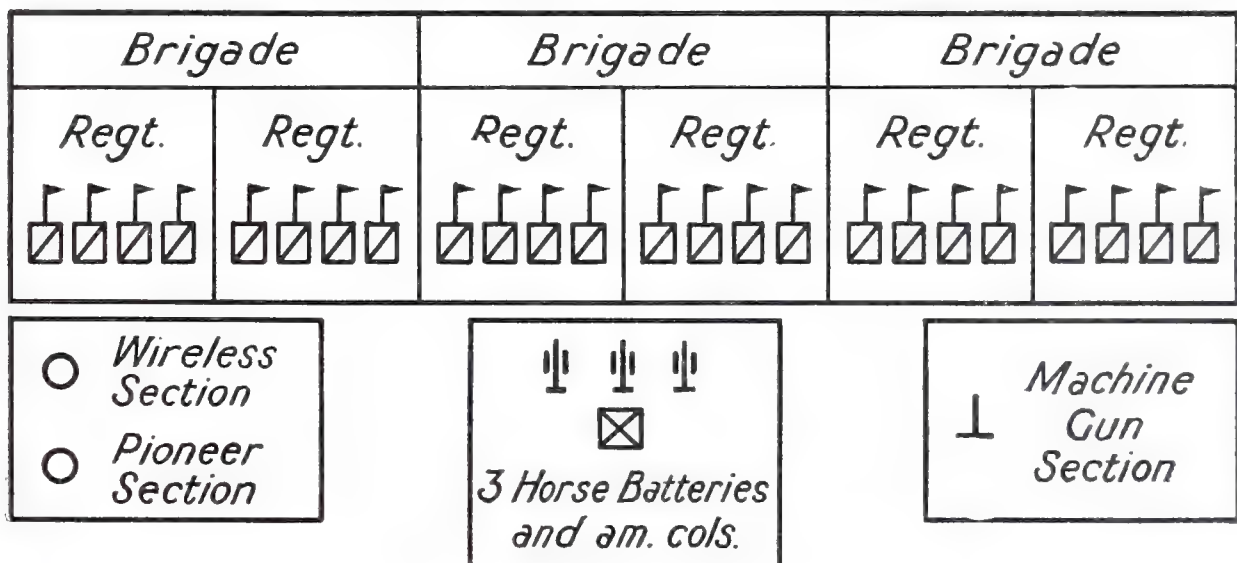 Brigade Brigade Brigade
Regt. Regt. Regt. Regt. Regt. Regt.
Wireless
Section
Pioneer
Section
3 Horse Batteries
and am. cols.
Machine
Gun
Section